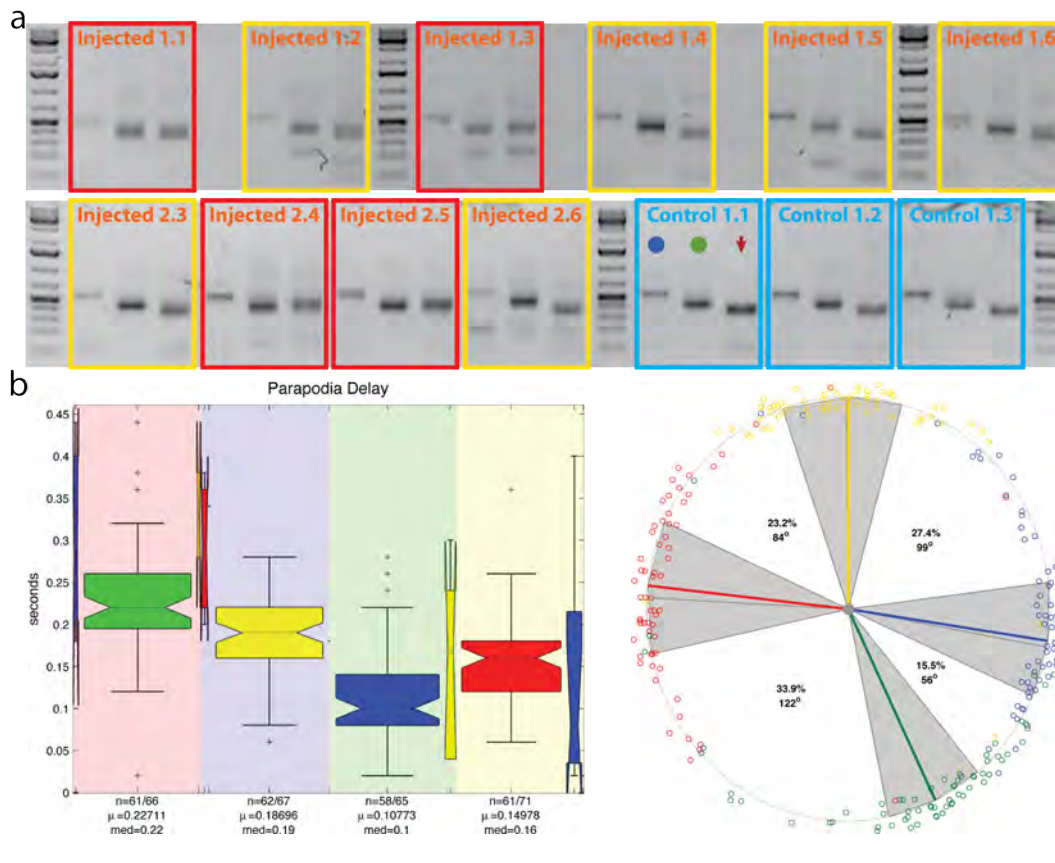 a
Injected 1.1 Injected 1.2 Injected 1.3 Injected 1.4 Injected 1.5 Injected 1.6
Injected 2.3 Injected 2.4 Injected 2.5 Injected 2.6 Control 1.1 Control 1.2 Control 1.3
b
Parapodia Delay
seconds
0.45
0.4
0.35
0.3
0.25
0.2
0.15
0.1
0.05
0
n=61/66 n=62/67 n=58/65 n=61/71
μ=0.22711 μ=0.18696 μ=0.10773 μ=0.14978
med=0.22 med=0.19 med=0.1 med=0.16
23.2%
84°
27.4%
99°
15.5%
56°
33.9%
122°